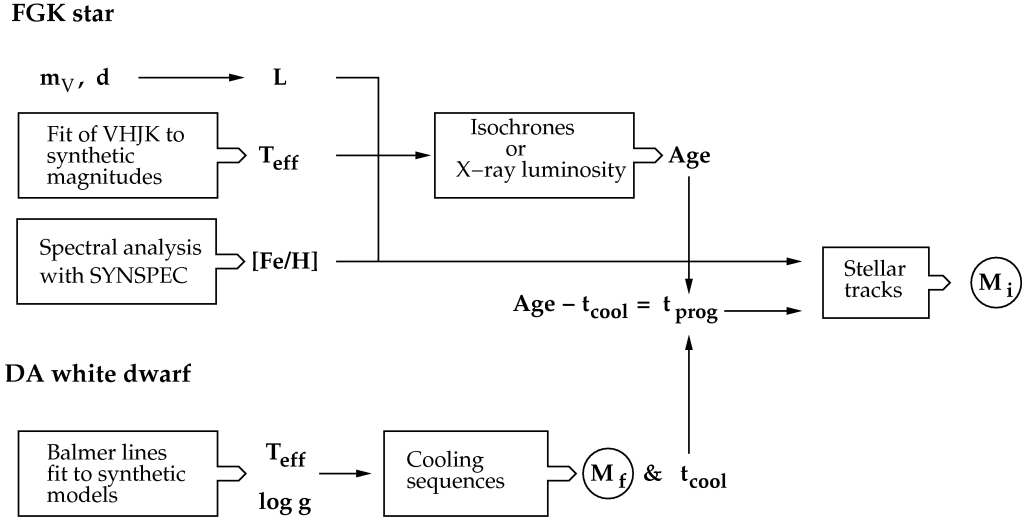 FGK star
m_V, d
L
Fit of VHJK to
synthetic
magnitudes
T_eff
Isochrones
or
X−ray luminosity
Age
Spectral analysis
with SYNSPEC
[Fe/H]
Stellar
tracks
M_i
Age − t_cool = t_prog
DA white dwarf
Balmer lines
fit to synthetic
models
T_eff
log g
Cooling
sequences
M_f & t_cool